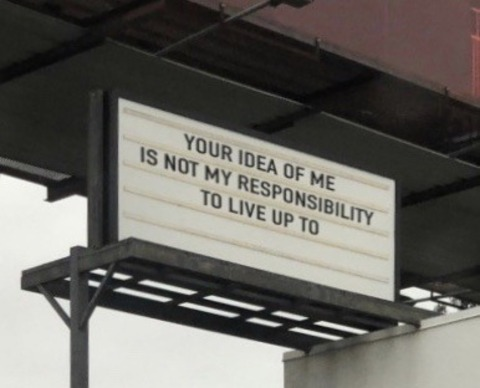 YOUR IDEA OF ME
IS NOT MY RESPONSIBILITY
TO LIVE UP TO